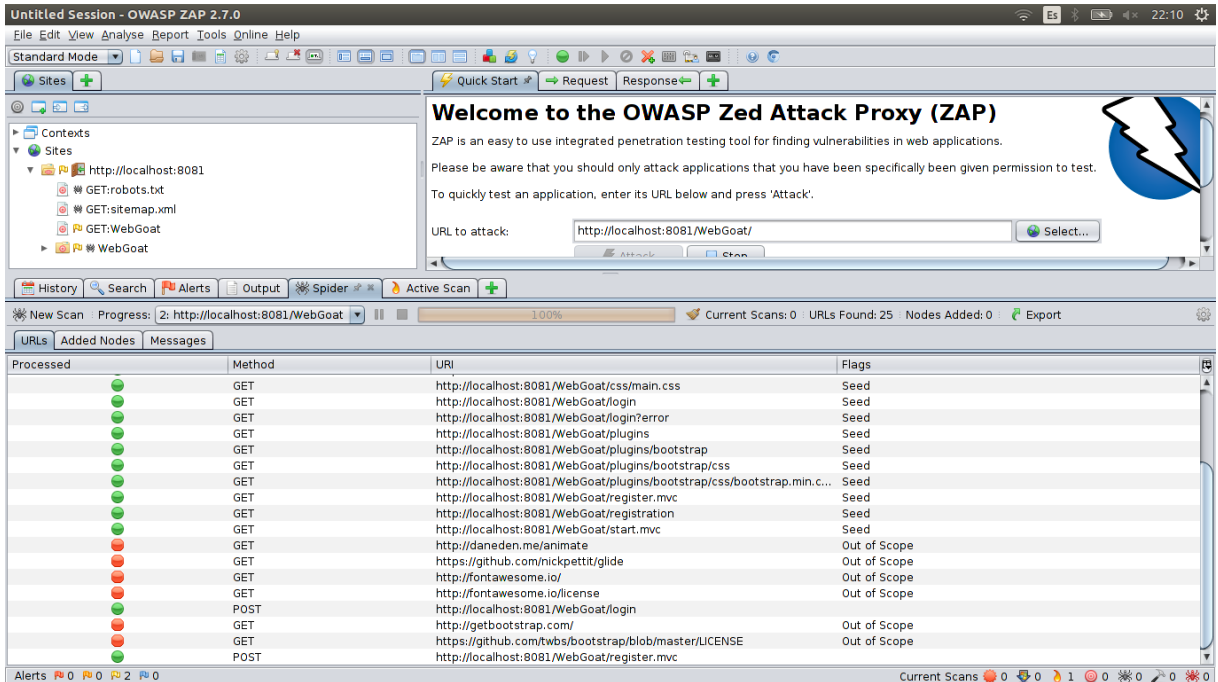 Untitled Session - OWASP ZAP 2.7.0
Es
22:10
File Edit View Analyse Report Tools Online Help
Standard Mode
Sites
Quick Start
Request
Response
Contexts
Sites
http://localhost:8081
GET:robots.txt
GET:sitemap.xml
GET:WebGoat
WebGoat
Welcome to the OWASP Zed Attack Proxy (ZAP)
ZAP is an easy to use integrated penetration testing tool for finding vulnerabilities in web applications.
Please be aware that you should only attack applications that you have been specifically been given permission to test.
To quickly test an application, enter its URL below and press 'Attack'.
URL to attack: http://localhost:8081/WebGoat/ Select...
Attack Stop
History Search Alerts Output Spider Active Scan
New Scan Progress: 2: http://localhost:8081/WebGoat 100% Current Scans: 0 URLs Found: 25 Nodes Added: 0 Export
URLs Added Nodes Messages
Processed Method URI Flags
GET http://localhost:8081/WebGoat/css/main.css Seed
GET http://localhost:8081/WebGoat/login Seed
GET http://localhost:8081/WebGoat/login?error Seed
GET http://localhost:8081/WebGoat/plugins Seed
GET http://localhost:8081/WebGoat/plugins/bootstrap Seed
GET http://localhost:8081/WebGoat/plugins/bootstrap/css Seed
GET http://localhost:8081/WebGoat/plugins/bootstrap/css/bootstrap.min.c... Seed
GET http://localhost:8081/WebGoat/register.mvc Seed
GET http://localhost:8081/WebGoat/registration Seed
GET http://localhost:8081/WebGoat/start.mvc Seed
GET http://daneden.me/animate Out of Scope
GET https://github.com/nickpettit/glide Out of Scope
GET http://fontawesome.io/ Out of Scope
GET http://fontawesome.io/license Out of Scope
POST http://localhost:8081/WebGoat/login
GET http://getbootstrap.com/ Out of Scope
GET https://github.com/twbs/bootstrap/blob/master/LICENSE Out of Scope
POST http://localhost:8081/WebGoat/register.mvc
Alerts 0 0 2 0 Current Scans 0 0 1 0 0 0 0